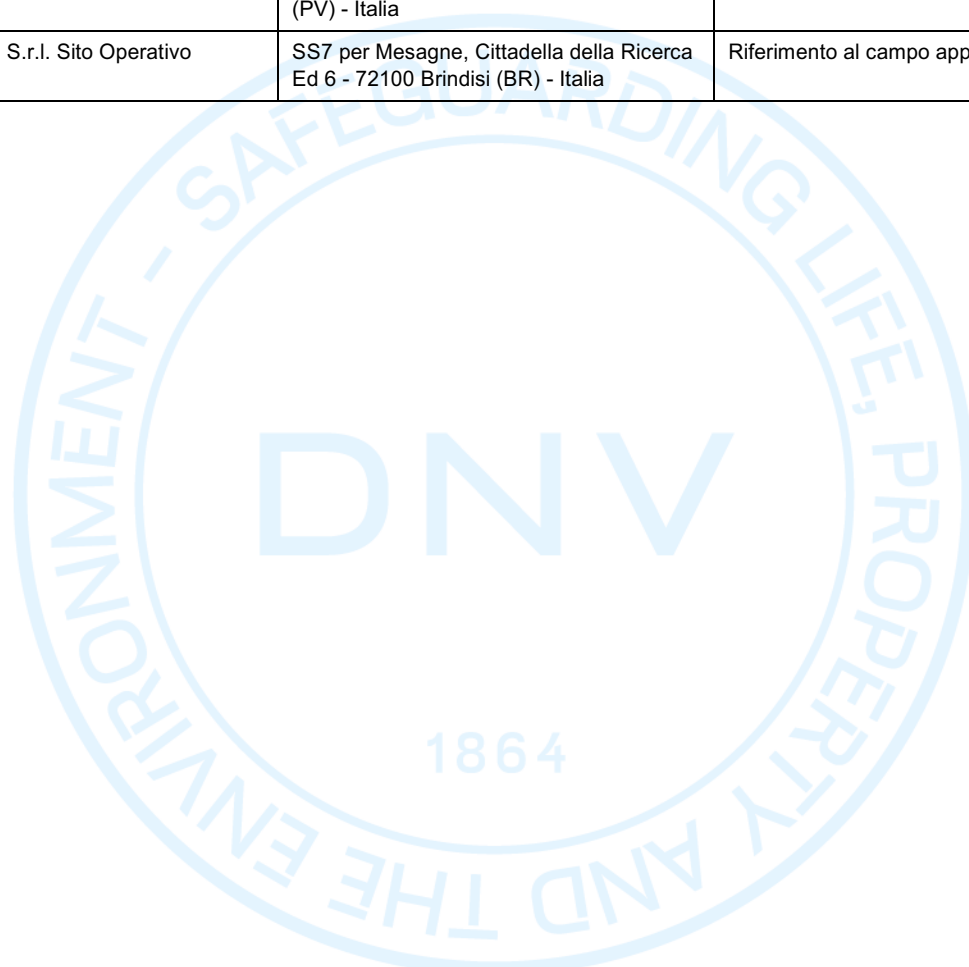 (PV) - Italia
S.r.l. Sito Operativo
SS7 per Mesagne, Cittadella della Ricerca
Ed 6 - 72100 Brindisi (BR) - Italia
Riferimento al campo app
SAFEGUARDING LIFE, PROPERTY AND THE ENVIRONMENT -
DNV
1864